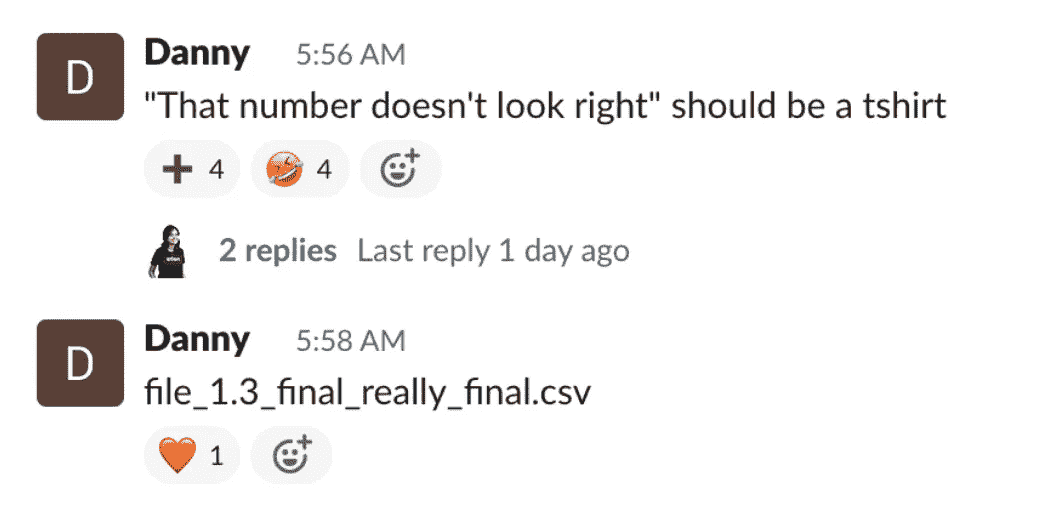 D
Danny 5:56 AM
"That number doesn't look right" should be a tshirt
4 4
2 replies Last reply 1 day ago
D
Danny 5:58 AM
file_1.3_final_really_final.csv
1